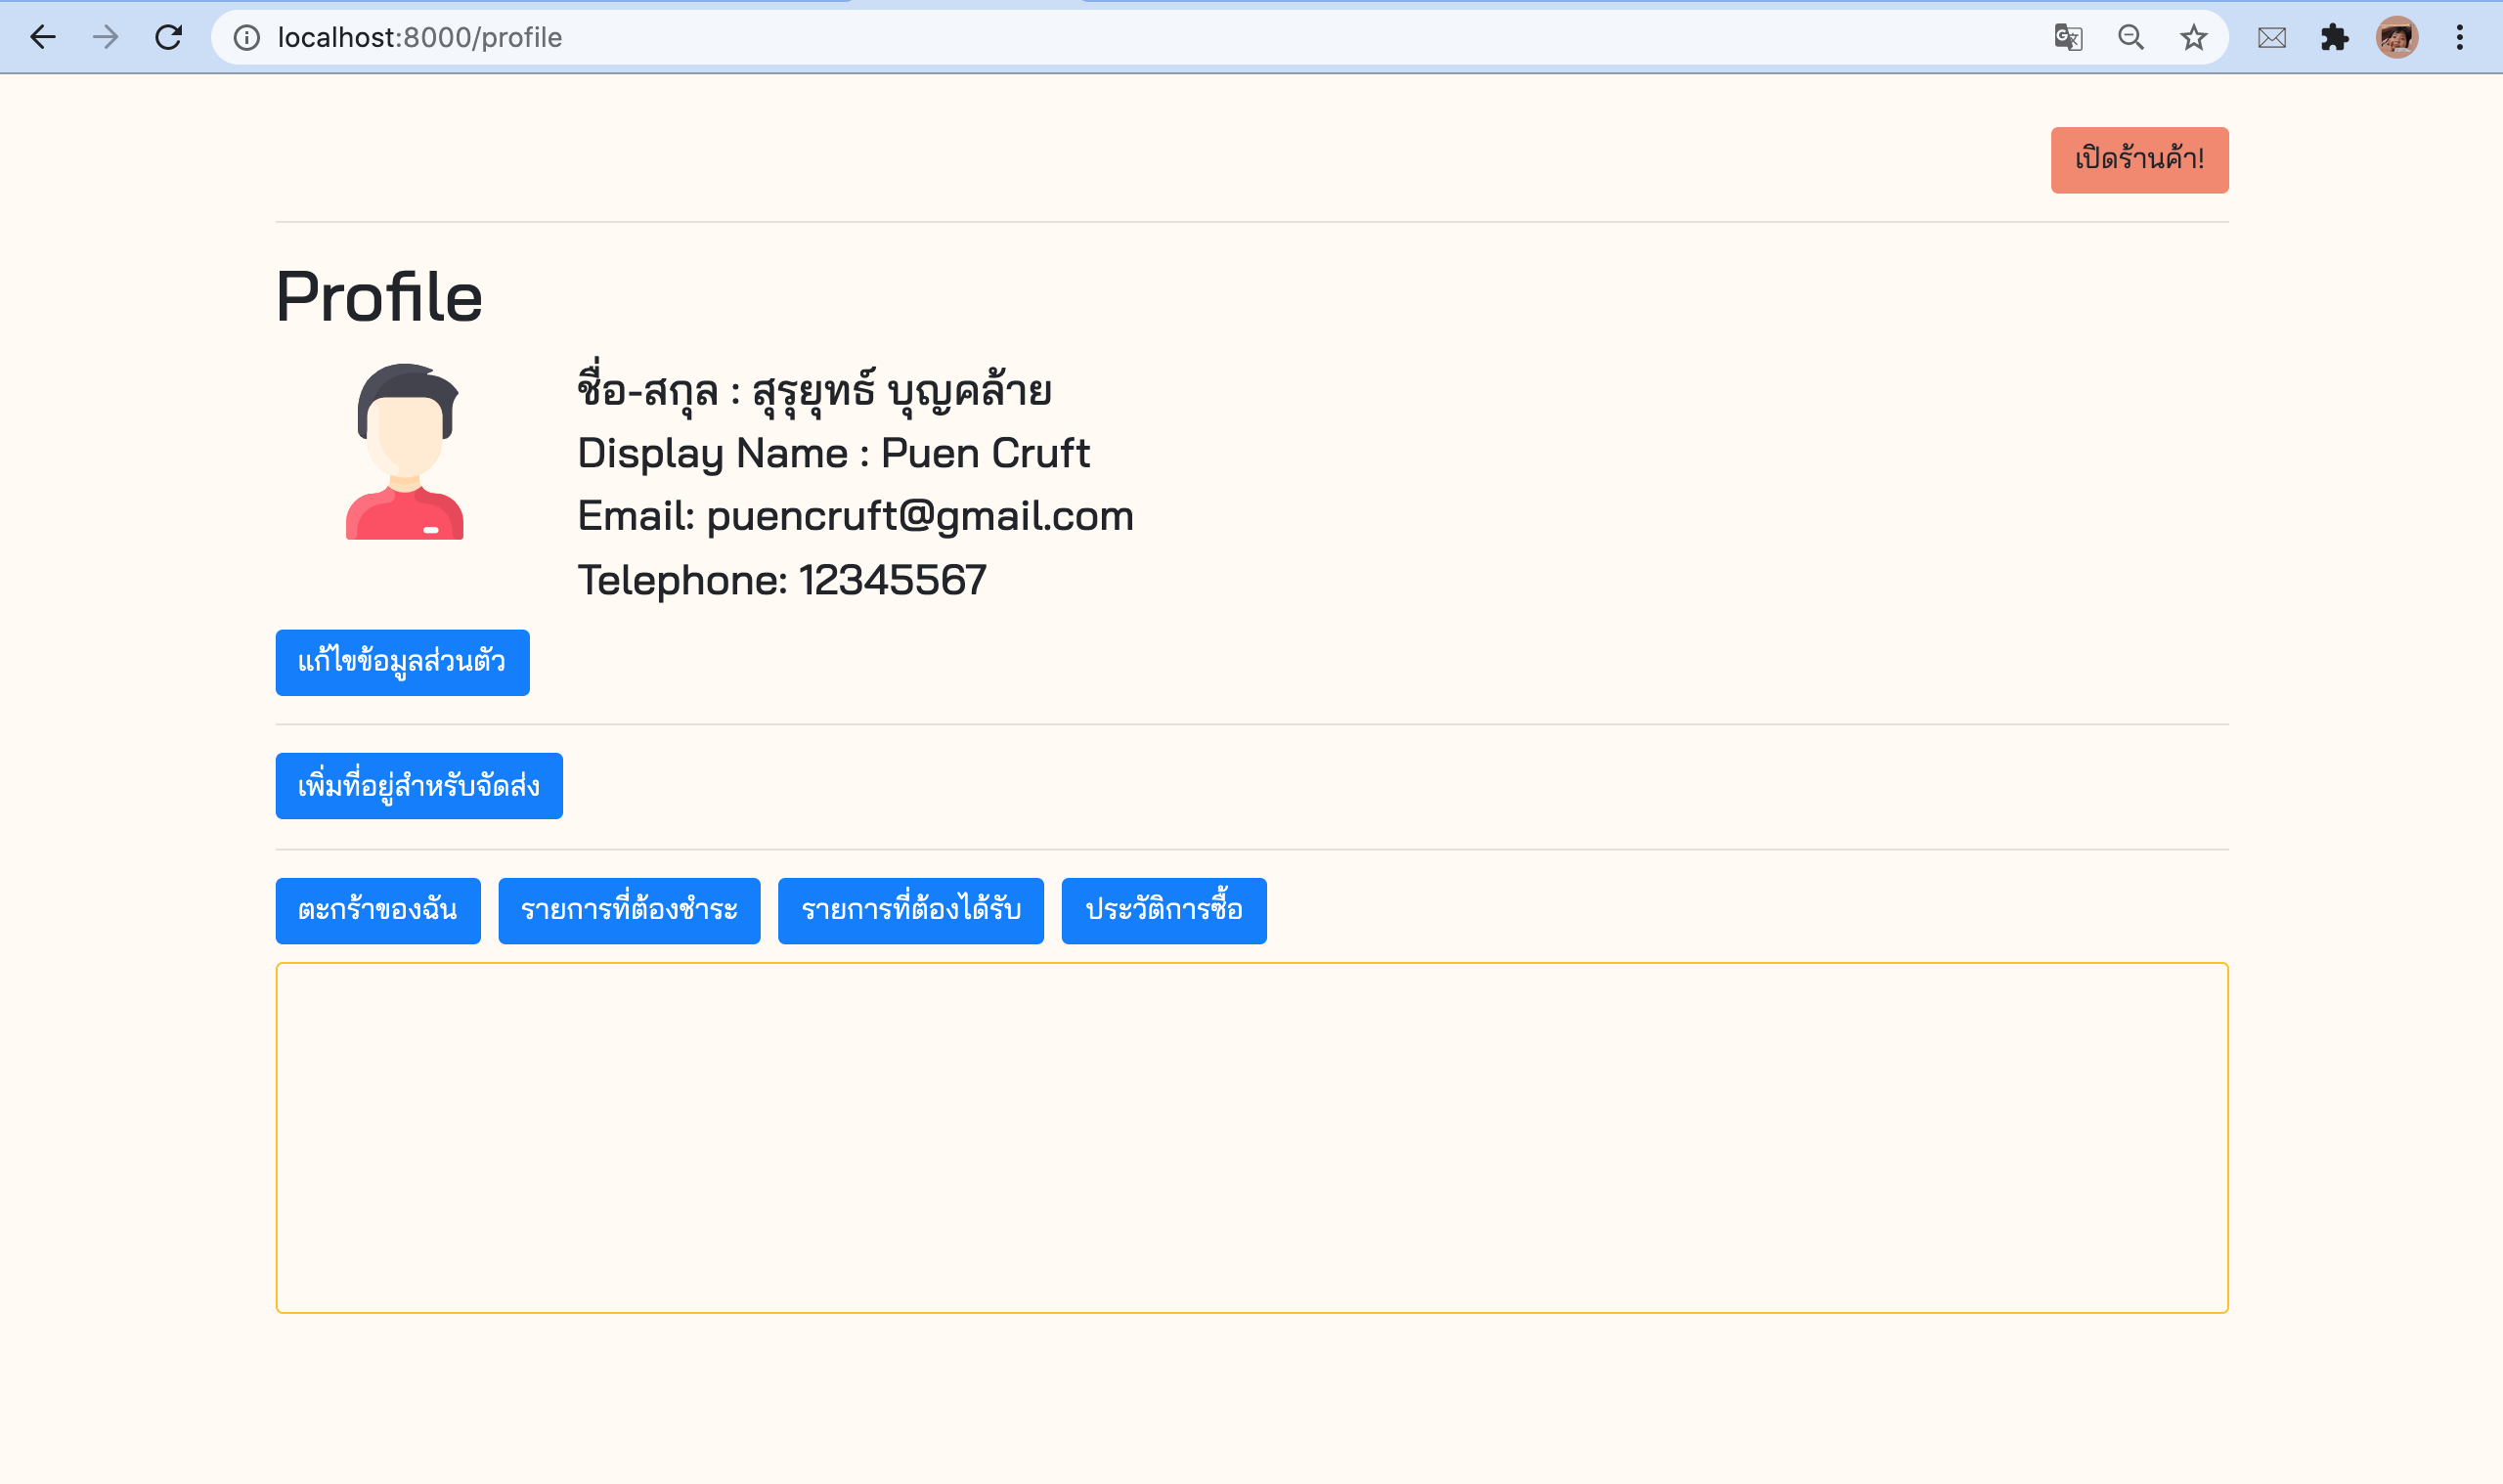 localhost:8000/profile
เปิดร้านค้า!
Profile
ชื่อ-สกุล : สุรุยุทธ์ บุญคล้าย
Display Name : Puen Cruft
Email: puencruft@gmail.com
Telephone: 12345567
แก้ไขข้อมูลส่วนตัว
เพิ่มที่อยู่สำหรับจัดส่ง
ตะกร้าของฉัน รายการที่ต้องชำระ รายการที่ต้องได้รับ ประวัติการซื้อ